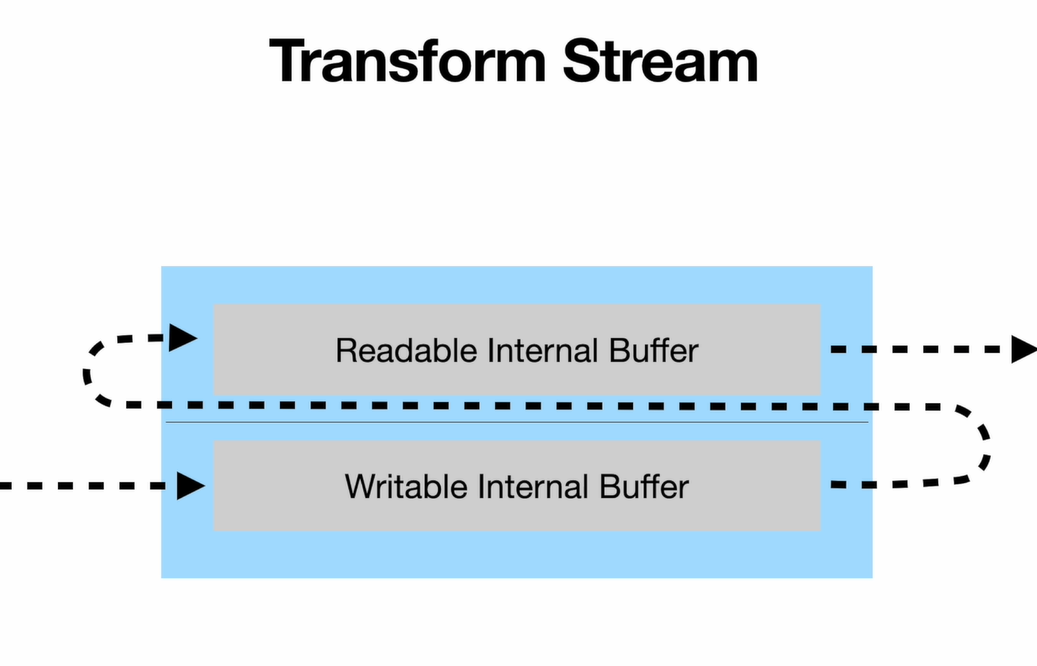 Transform Stream
Readable Internal Buffer
Writable Internal Buffer